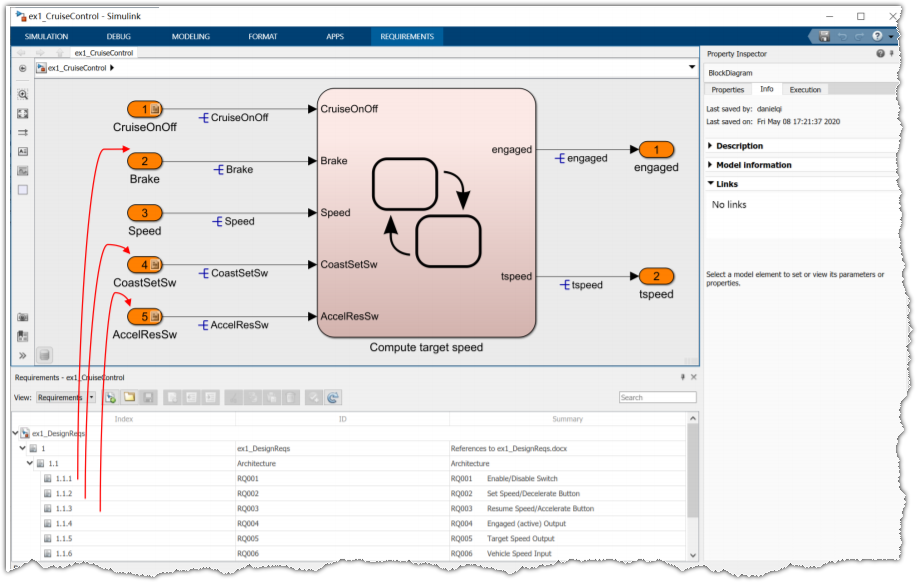 ex1_CruiseControl - Simulink
SIMULATION DEBUG MODELING FORMAT APPS REQUIREMENTS
ex1_CruiseControl
ex1_CruiseControl
1
CruiseOnOff
CruiseOnOff
CruiseOnOff
2
Brake
Brake
Brake
3
Speed
Speed
Speed
4
CoastSetSw
CoastSetSw
CoastSetSw
5
AccelResSw
AccelResSw
AccelResSw
engaged
engaged
1
engaged
tspeed
tspeed
2
tspeed
Compute target speed
Property Inspector
BlockDiagram
Properties Info Execution
Last saved by: danielqi
Last saved on: Fri May 08 17:21:37 2020
Description
Model information
Links
No links
Select a model element to set or view its parameters or
properties.
Requirements - ex1_CruiseControl
View: Requirements Search
Index ID Summary
ex1_DesignReqs
1 ex1_DesignReqs References to ex1_DesignReqs.docx
1.1 Architecture Architecture
1.1.1 RQ001 RQ001 Enable/Disable Switch
1.1.2 RQ002 RQ002 Set Speed/Decelerate Button
1.1.3 RQ003 RQ003 Resume Speed/Accelerate Button
1.1.4 RQ004 RQ004 Engaged (active) Output
1.1.5 RQ005 RQ005 Target Speed Output
1.1.6 RQ006 RQ006 Vehicle Speed Input